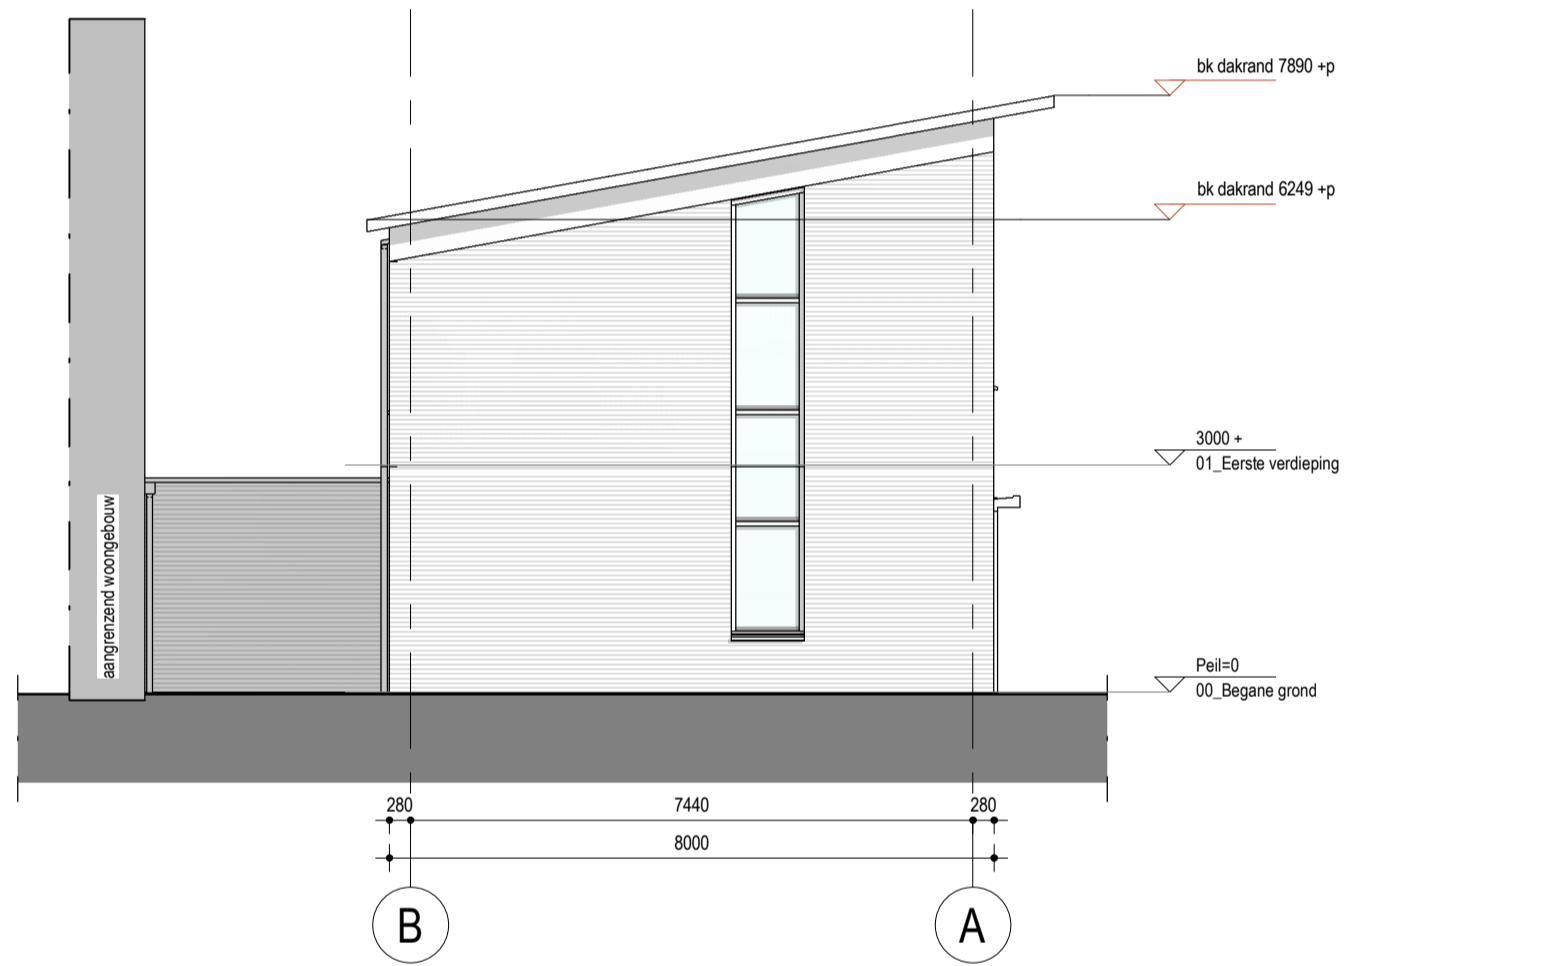 bk dakrand 7890 +p
bk dakrand 6249 +p
3000 +
01_Eerste verdieping
aangrenzend woongebouw
Peil=0
00_Begane grond
280 7440 280
8000
B A